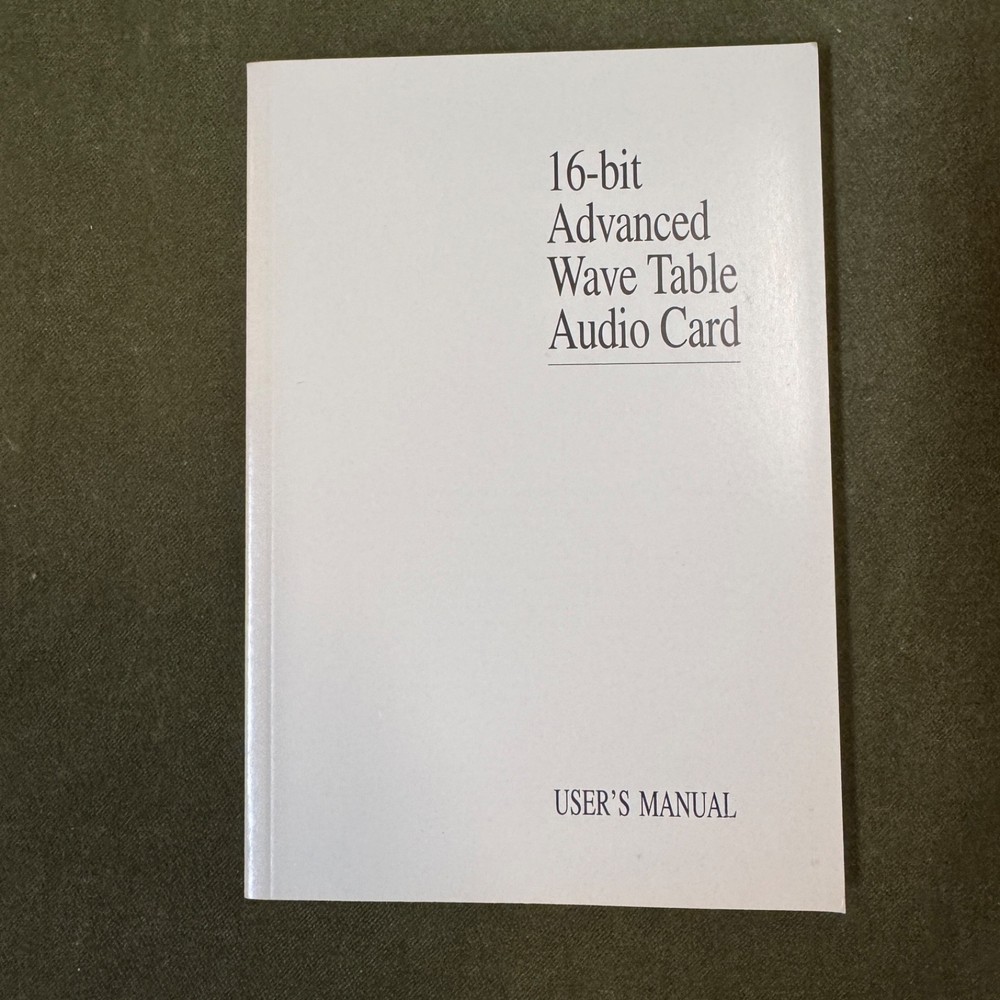 16-bit
Advanced
Wave Table
Audio Card
USER'S MANUAL